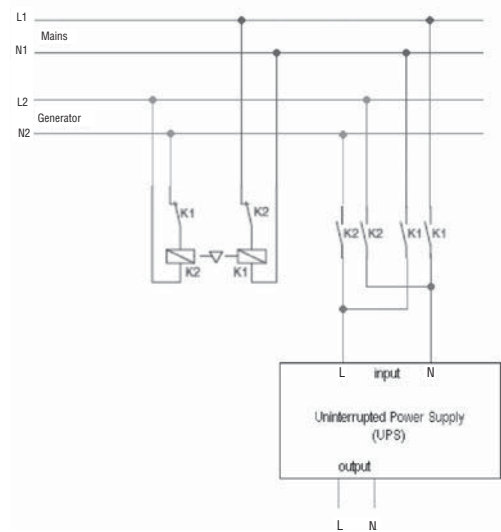 L1
Mains
N1
L2
Generator
N2
K1
K2
K2 K2
K1 K1
K2
K1
L input N
Uninterrupted Power Supply
(UPS)
output
L N